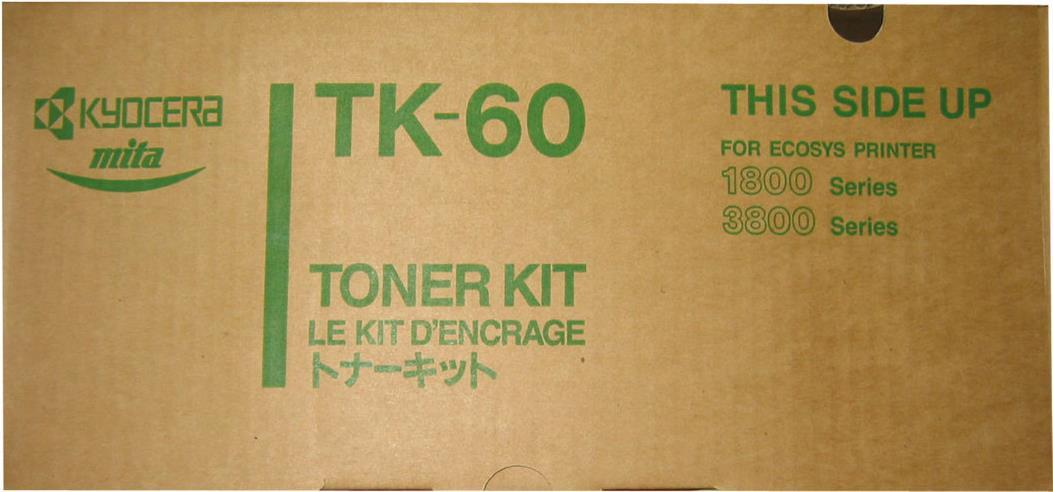 KYOCERA
mita
TK-60
TONER KIT
LE KIT D'ENCRAGE
トナーキット
THIS SIDE UP
FOR ECOSYS PRINTER
1800 Series
3800 Series